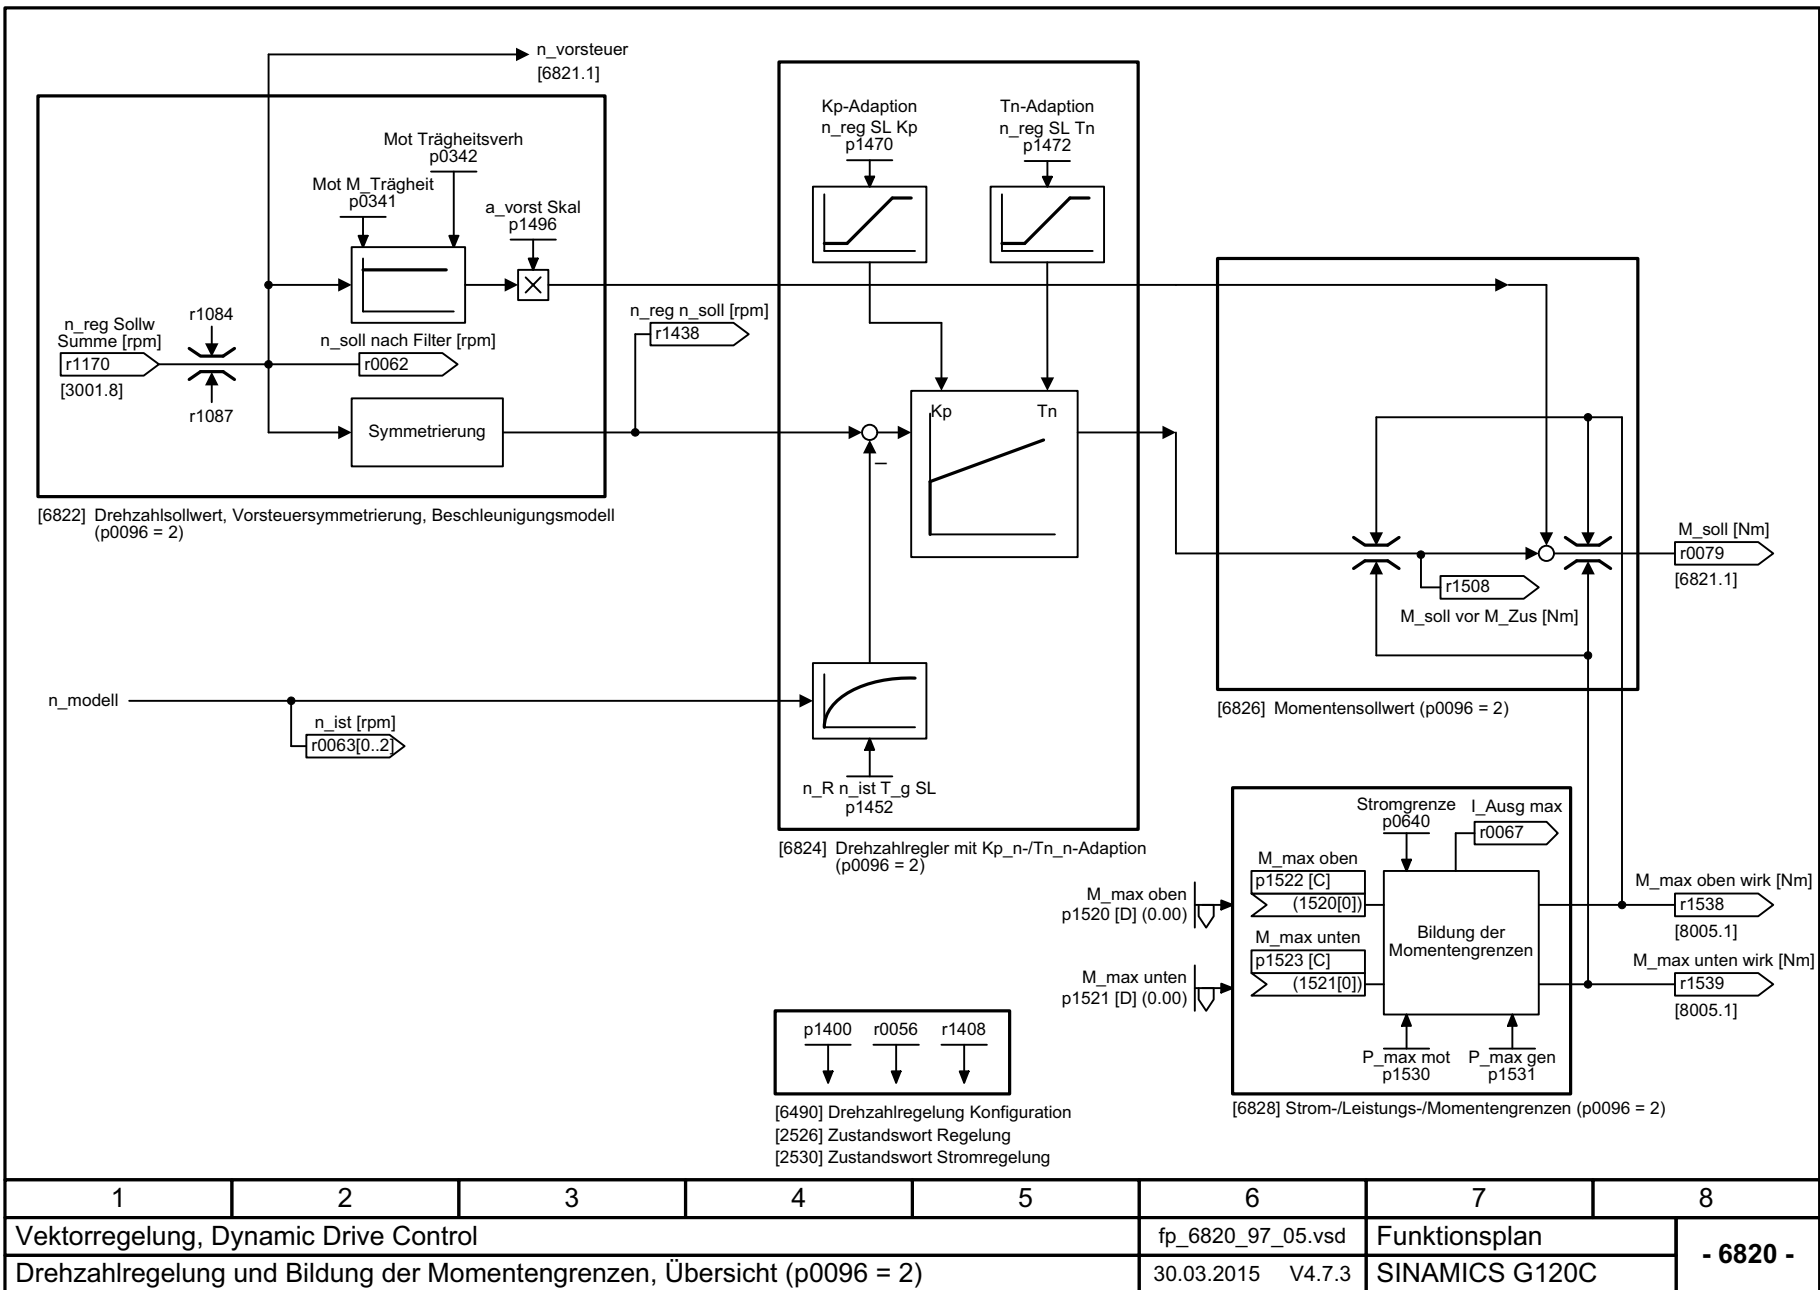 n_vorsteuer
[6821.1]
Mot Trägheitsverh
p0342
Mot M_Trägheit
p0341
a_vorst Skal
p1496
n_reg Sollw
Summe [rpm]
r1170
[3001.8]
r1084
r1087
n_soll nach Filter [rpm]
r0062
Symmetrierung
n_reg n_soll [rpm]
r1438
[6822] Drehzahlsollwert, Vorsteuersymmetrierung, Beschleunigungsmodell
(p0096 = 2)
Kp-Adaption
n_reg SL Kp
p1470
Tn-Adaption
n_reg SL Tn
p1472
Kp Tn
–
n_modell
n_ist [rpm]
r0063[0..2]
n_R n_ist T_g SL
p1452
[6824] Drehzahlregler mit Kp_n-/Tn_n-Adaption
(p0096 = 2)
M_soll [Nm]
r0079
[6821.1]
r1508
M_soll vor M_Zus [Nm]
[6826] Momentensollwert (p0096 = 2)
Stromgrenze
p0640
I_Ausg max
r0067
M_max oben
p1522 [C]
(1520[0])
M_max oben
p1520 [D] (0.00)
M_max unten
p1523 [C]
(1521[0])
M_max unten
p1521 [D] (0.00)
Bildung der
Momentengrenzen
M_max oben wirk [Nm]
r1538
[8005.1]
M_max unten wirk [Nm]
r1539
[8005.1]
P_max mot
p1530
P_max gen
p1531
[6828] Strom-/Leistungs-/Momentengrenzen (p0096 = 2)
p1400 r0056 r1408
[6490] Drehzahlregelung Konfiguration
[2526] Zustandswort Regelung
[2530] Zustandswort Stromregelung
1 2 3 4 5 6 7 8
Vektorregelung, Dynamic Drive Control
fp_6820_97_05.vsd
Funktionsplan
- 6820 -
Drehzahlregelung und Bildung der Momentengrenzen, Übersicht (p0096 = 2)
30.03.2015 V4.7.3
SINAMICS G120C